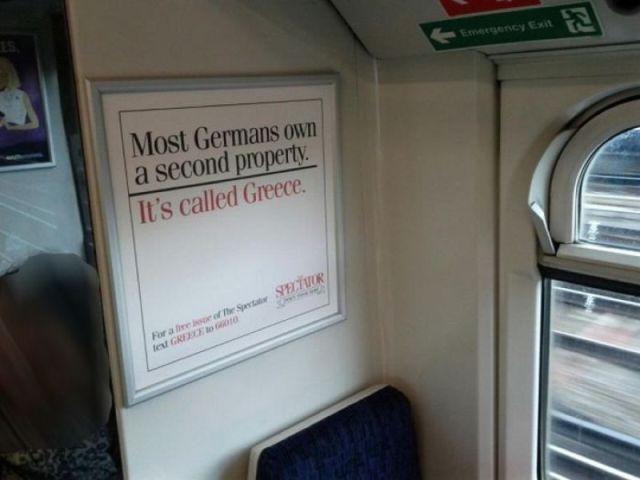 Emergency Exit
Most Germans own
a second property.
It's called Greece.
THE
SPECTATOR
For a free issue of The Spectator
text GREECE to 66010.